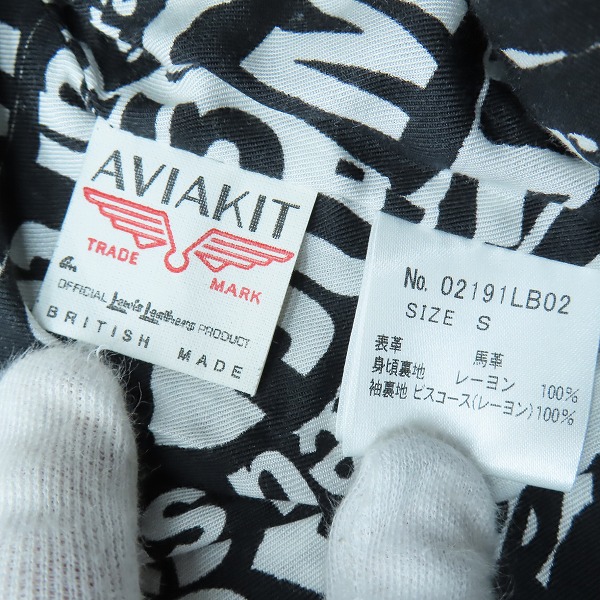 AVIAKIT
TRADE MARK
An
OFFICIAL Lewis Leathers PRODUCT
BRITISH MADE
No. 02191LB02
SIZE S
表革 馬革
身頃裏地 レーヨン 100%
袖裏地 ビスコース(レーヨン)100%